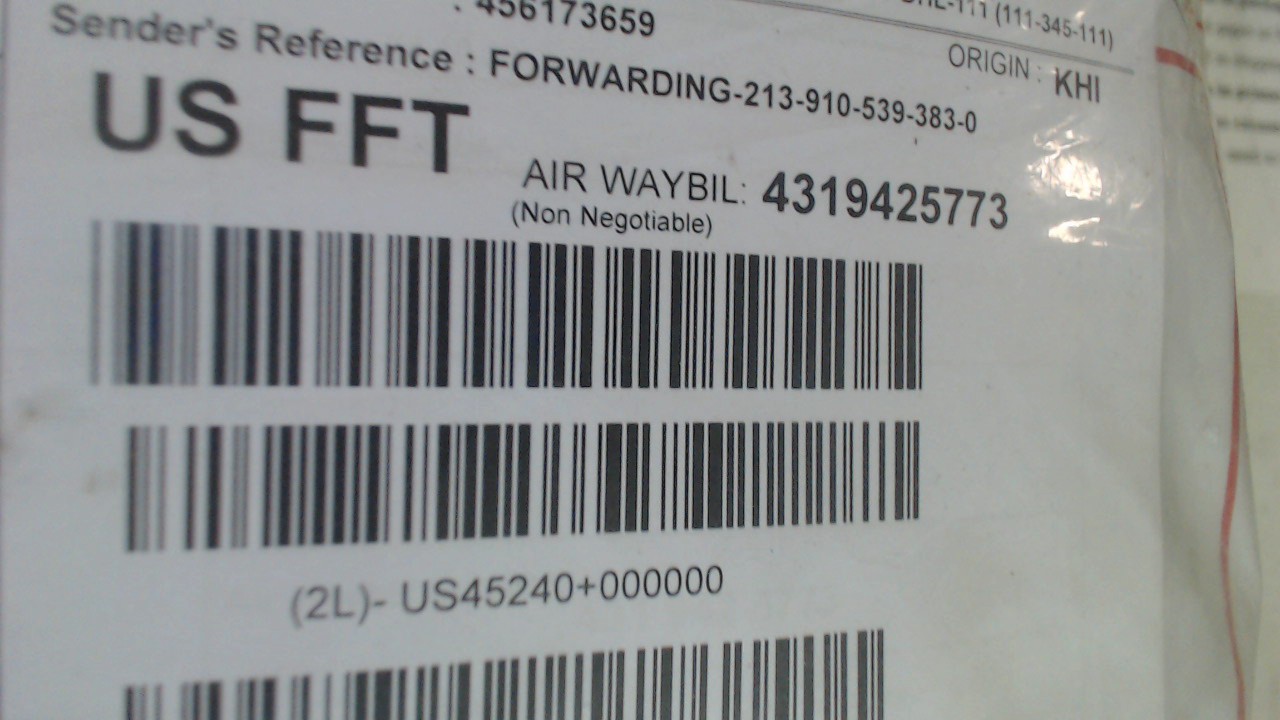 (111-345-111)
: 456173659
ORIGIN : KHI
Sender's Reference : FORWARDING-213-910-539-383-0
US FFT
AIR WAYBIL: 4319425773
(Non Negotiable)
(2L)- US45240+000000